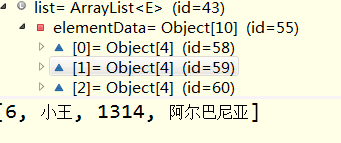 list= ArrayList<E> (id=43)
elementData= Object[10] (id=55)
[0]= Object[4] (id=58)
[1]= Object[4] (id=59)
[2]= Object[4] (id=60)
[6, 小王, 1314, 阿尔巴尼亚]